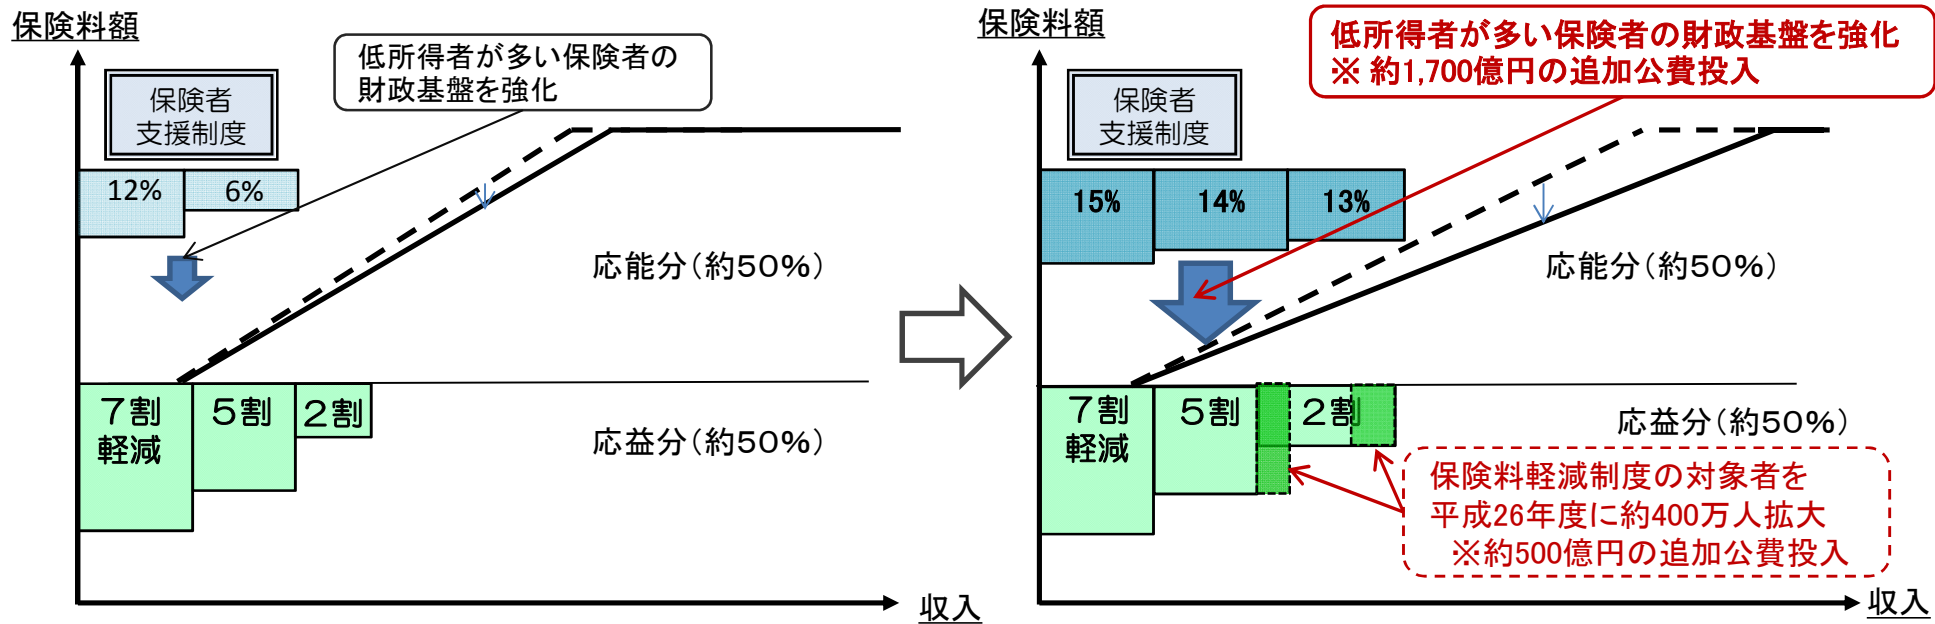 保険料額
低所得者が多い保険者の
財政基盤を強化
保険者
支援制度
12%
6%
応能分（約50%）
7割
軽減
5割
2割
応益分（約50%）
収入
保険料額
低所得者が多い保険者の財政基盤を強化
※ 約1,700億円の追加公費投入
保険者
支援制度
15%
14%
13%
応能分（約50%）
7割
軽減
5割
2割
応益分（約50%）
保険料軽減制度の対象者を
平成26年度に約400万人拡大
※約500億円の追加公費投入
収入